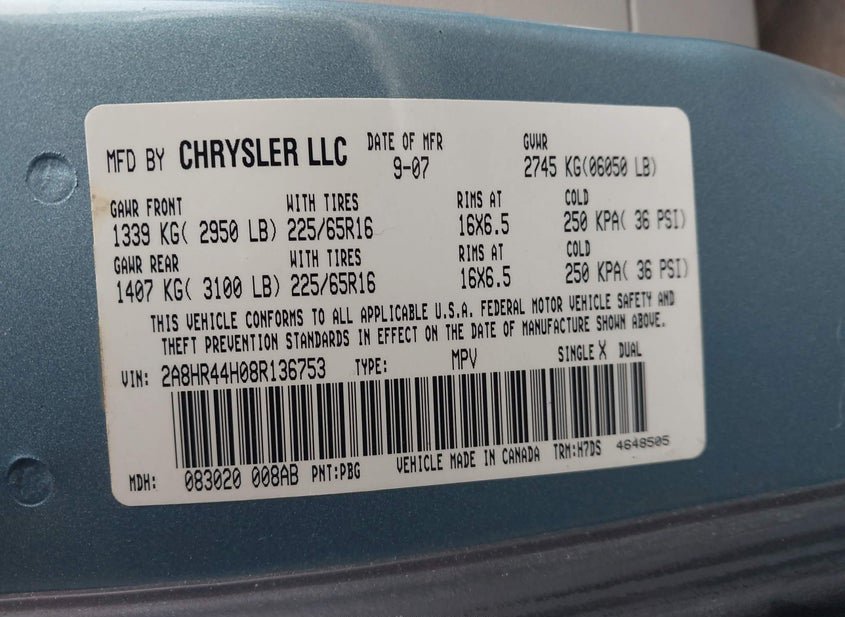 MFD BY CHRYSLER LLC DATE OF MFR 9-07 GVWR 2745 KG(06050 LB)
GAWR FRONT WITH TIRES RIMS AT COLD
1339 KG( 2950 LB) 225/65R16 16X6.5 250 KPA( 36 PSI)
GAWR REAR WITH TIRES RIMS AT COLD
1407 KG( 3100 LB) 225/65R16 16X6.5 250 KPA( 36 PSI)
THIS VEHICLE CONFORMS TO ALL APPLICABLE U.S.A. FEDERAL MOTOR VEHICLE SAFETY AND
THEFT PREVENTION STANDARDS IN EFFECT ON THE DATE OF MANUFACTURE SHOWN ABOVE.
VIN: 2A8HR44H08R136753 TYPE: MPV SINGLE X DUAL
MDH: 083020 008AB PNT:PBG VEHICLE MADE IN CANADA TRM:H7DS 4648505